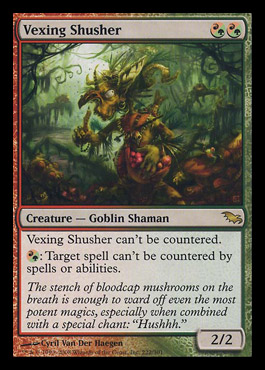 Vexing Shusher
Creature — Goblin Shaman
Vexing Shusher can't be countered.
: Target spell can't be countered by
spells or abilities.
The stench of bloodcap mushrooms on the
breath is enough to ward off even the most
potent magics, especially when combined
with a special chant: "Hushhh."
2/2
Cyril Van Der Haegen